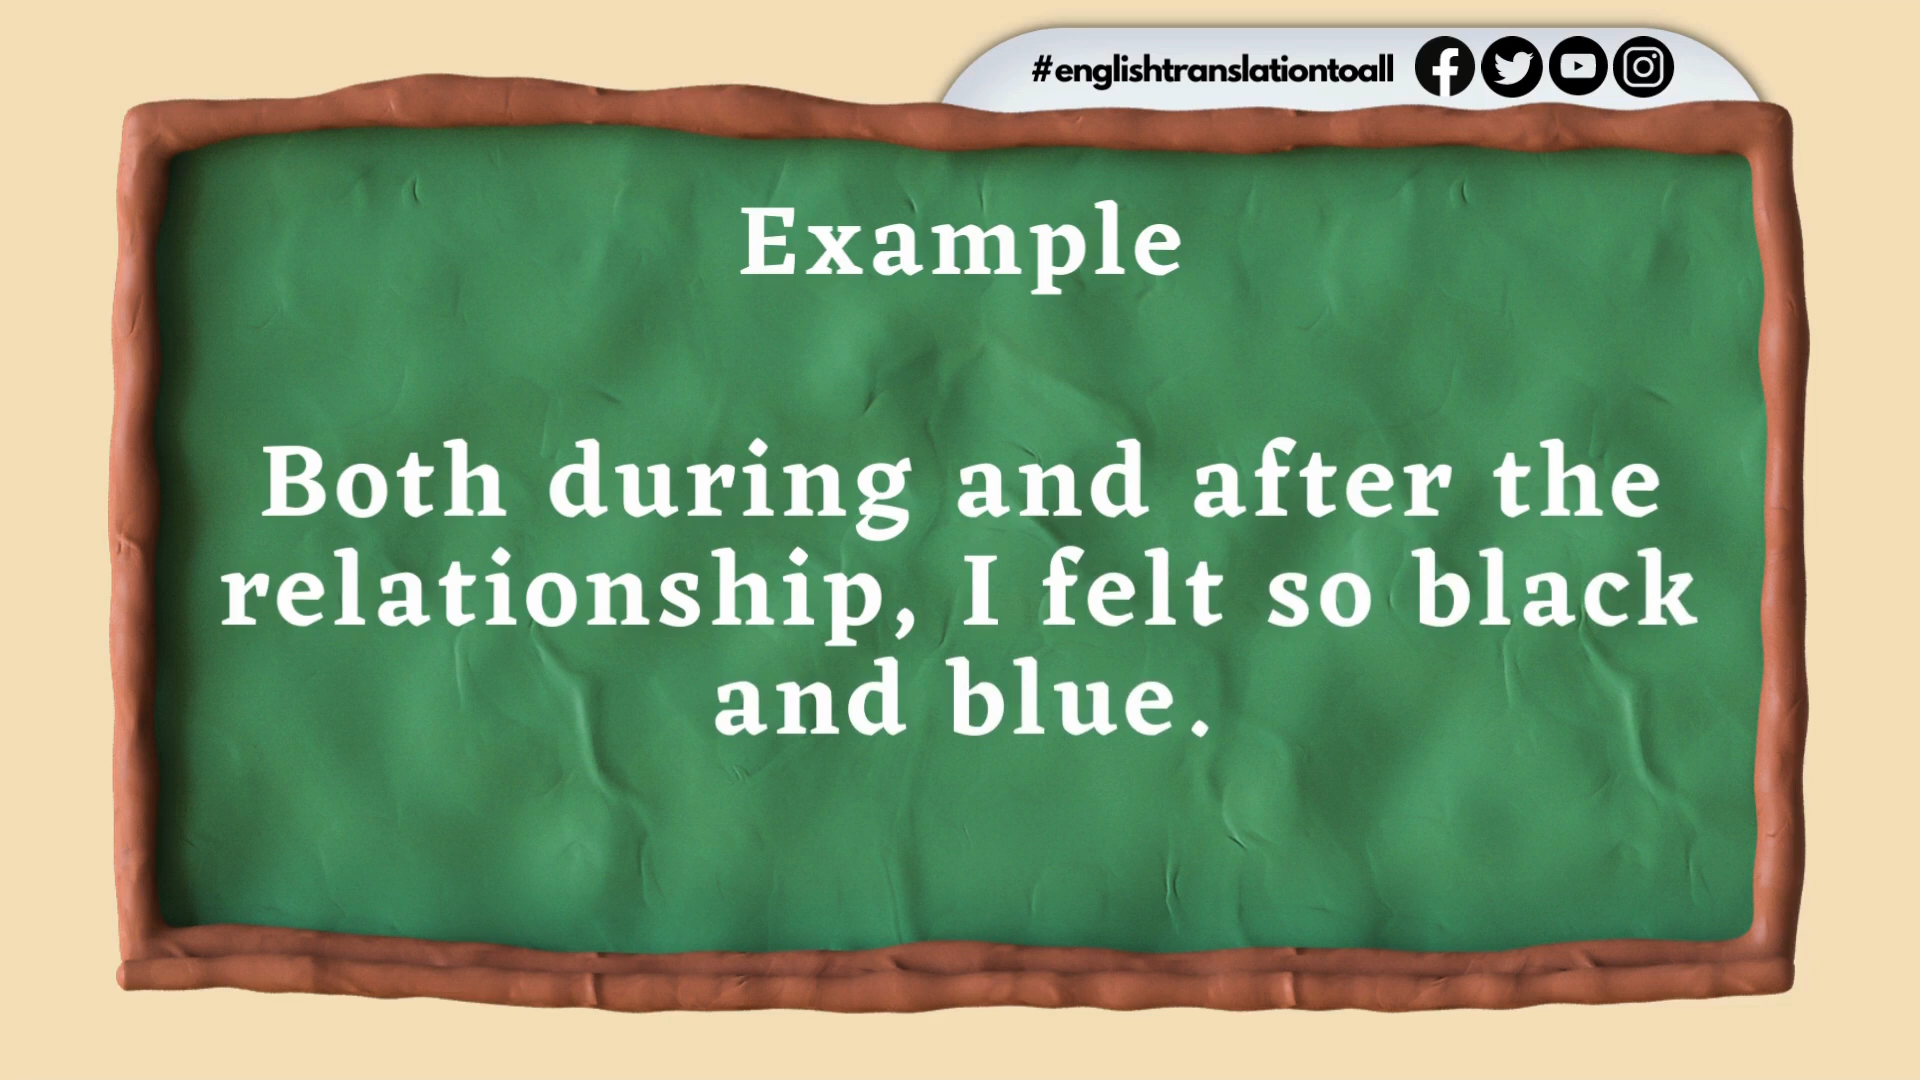 #englishtranslationtoall
Example
Both during and after the
relationship, I felt so black
and blue.